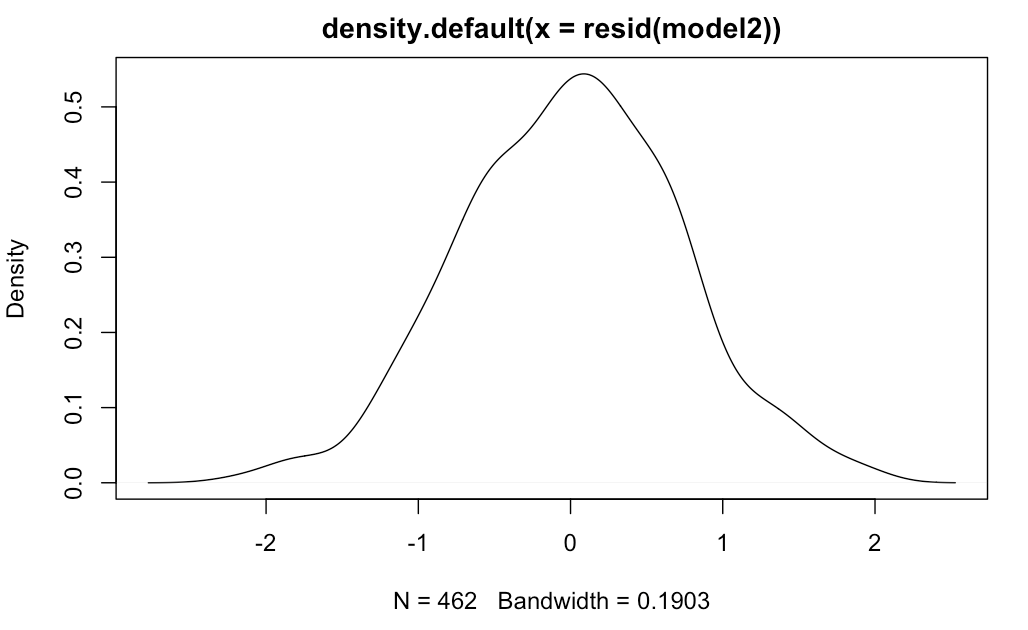 density.default(x = resid(model2))
Density
0.5
0.4
0.3
0.2
0.1
0.0
-2 -1 0 1 2
N = 462 Bandwidth = 0.1903